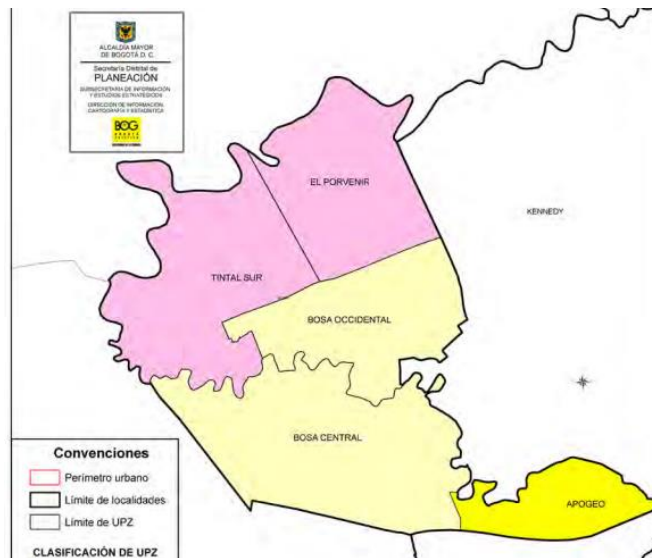 ALCALDÍA MAYOR
DE BOGOTÁ D. C.
Secretaría Distrital de
PLANEACIÓN
SUBSECRETARÍA DE INFORMACIÓN
Y ESTUDIOS ESTRATÉGICOS
DIRECCIÓN DE INFORMACIÓN,
CARTOGRAFÍA Y ESTADÍSTICA
BOG
BOGOTÁ
POSITIVA
EL PORVENIR
KENNEDY
TINTAL SUR
BOSA OCCIDENTAL
BOSA CENTRAL
APOGEO
Convenciones
Perímetro urbano
Límite de localidades
Límite de UPZ
CLASIFICACIÓN DE UPZ